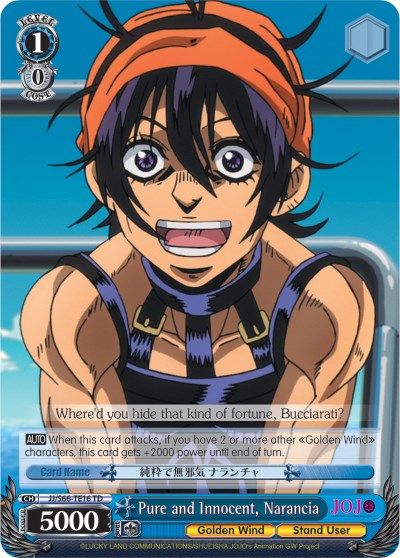 LEVEL
1
0
COST
Where'd you hide that kind of fortune, Bucciarati?
AUTO When this card attacks, if you have 2 or more other «Golden Wind»
characters, this card gets +2000 power until end of turn.
Card Name 純粋で無邪気 ナランチャ
CH JJ/S66-TE16 TD
5000
Pure and Innocent, Narancia JOJO
Golden Wind Stand User
©LUCKY LAND COMMUNICATIONS/SHUEISHA,JOJO's Animation GW Project